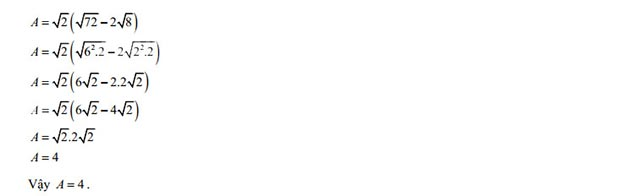 A = √2(√72 − 2√8)
A = √2(√6².2 − 2√2².2)
A = √2(6√2 − 2.2√2)
A = √2(6√2 − 4√2)
A = √2.2√2
A = 4
Vậy A = 4.